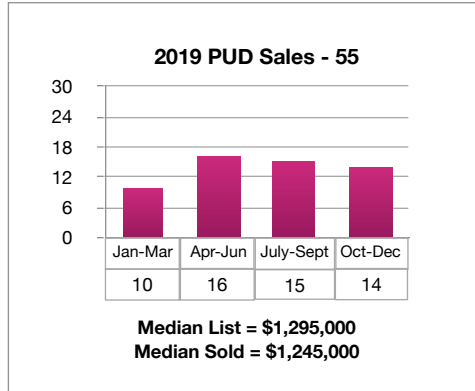 2019 PUD Sales - 55
30
24
18
12
6
0
Jan-Mar Apr-Jun July-Sept Oct-Dec
10 16 15 14
Median List = $1,295,000
Median Sold = $1,245,000